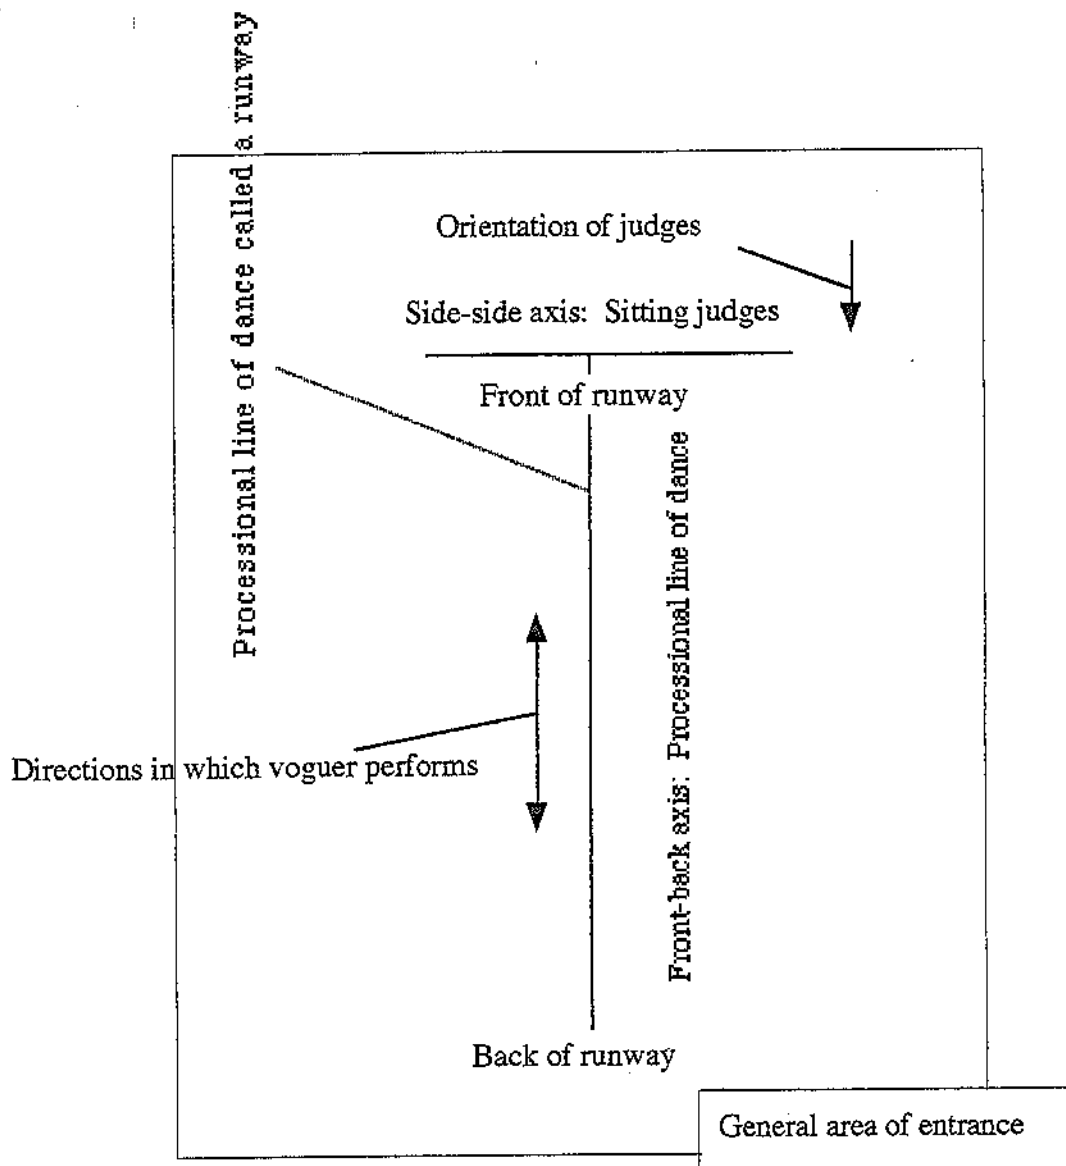 Processional line of dance called a runway
Orientation of judges
Side-side axis: Sitting judges
Front of runway
Front-back axis: Processional line of dance
Directions in which voguer performs
Back of runway
General area of entrance